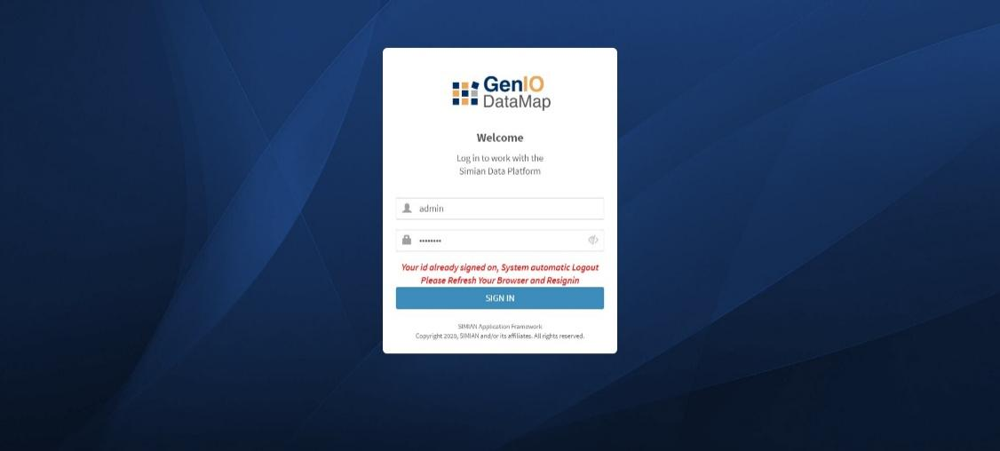 GenIO
DataMap
Welcome
Log in to work with the
Simian Data Platform
admin
••••••••
Your id already signed on, System automatic Logout
Please Refresh Your Browser and Resignin
SIGN IN
SIMIAN Application Framework
Copyright 2020, SIMIAN and/or its affiliates. All rights reserved.